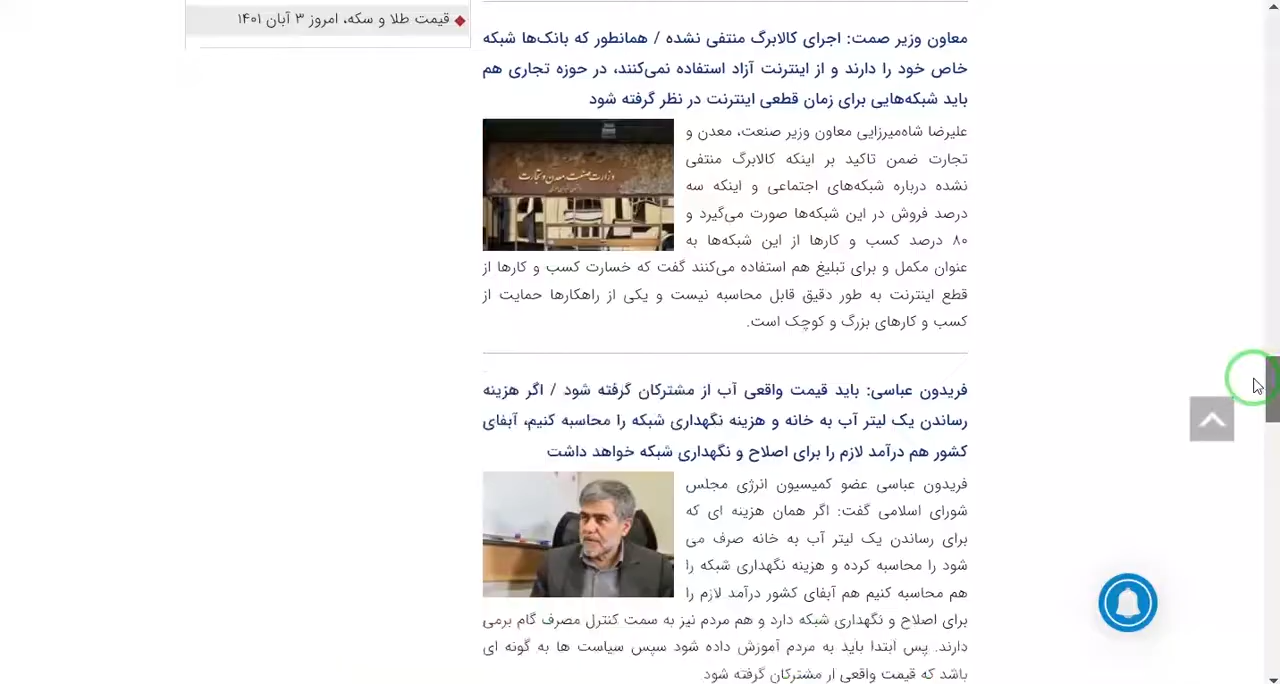 قیمت طلا و سکه، امروز ۳ آبان ۱۴۰۱
معاون وزیر صمت: اجرای کالابرگ منتفی نشده / همانطور که بانک‌ها شبکه
خاص خود را دارند و از اینترنت آزاد استفاده نمی‌کنند، در حوزه تجاری هم
باید شبکه‌هایی برای زمان قطعی اینترنت در نظر گرفته شود
علیرضا شاه‌میرزایی معاون وزیر صنعت، معدن و
تجارت ضمن تاکید بر اینکه کالابرگ منتفی
نشده درباره شبکه‌های اجتماعی و اینکه سه
درصد فروش در این شبکه‌ها صورت می‌گیرد و
۸۰ درصد کسب و کارها از این شبکه‌ها به
عنوان مکمل و برای تبلیغ هم استفاده می‌کنند گفت که خسارت کسب و کارها از
قطع اینترنت به طور دقیق قابل محاسبه نیست و یکی از راهکارها حمایت از
کسب و کارهای بزرگ و کوچک است.
وزارت صنعت، معدن و تجارت
فریدون عباسی: باید قیمت واقعی آب از مشترکان گرفته شود / اگر هزینه
رساندن یک لیتر آب به خانه و هزینه نگهداری شبکه را محاسبه کنیم، آبفای
کشور هم درآمد لازم را برای اصلاح و نگهداری شبکه خواهد داشت
فریدون عباسی عضو کمیسیون انرژی مجلس
شورای اسلامی گفت: اگر همان هزینه ای که
برای رساندن یک لیتر آب به خانه صرف می
شود را محاسبه کرده و هزینه نگهداری شبکه را
هم محاسبه کنیم هم آبفای کشور درآمد لازم را
برای اصلاح و نگهداری شبکه دارد و هم مردم نیز به سمت کنترل مصرف گام برمی
دارند. پس ابتدا باید به مردم آموزش داده شود سپس سیاست ها به گونه ای
باشد که قیمت واقعی از مشترکان گرفته شود.